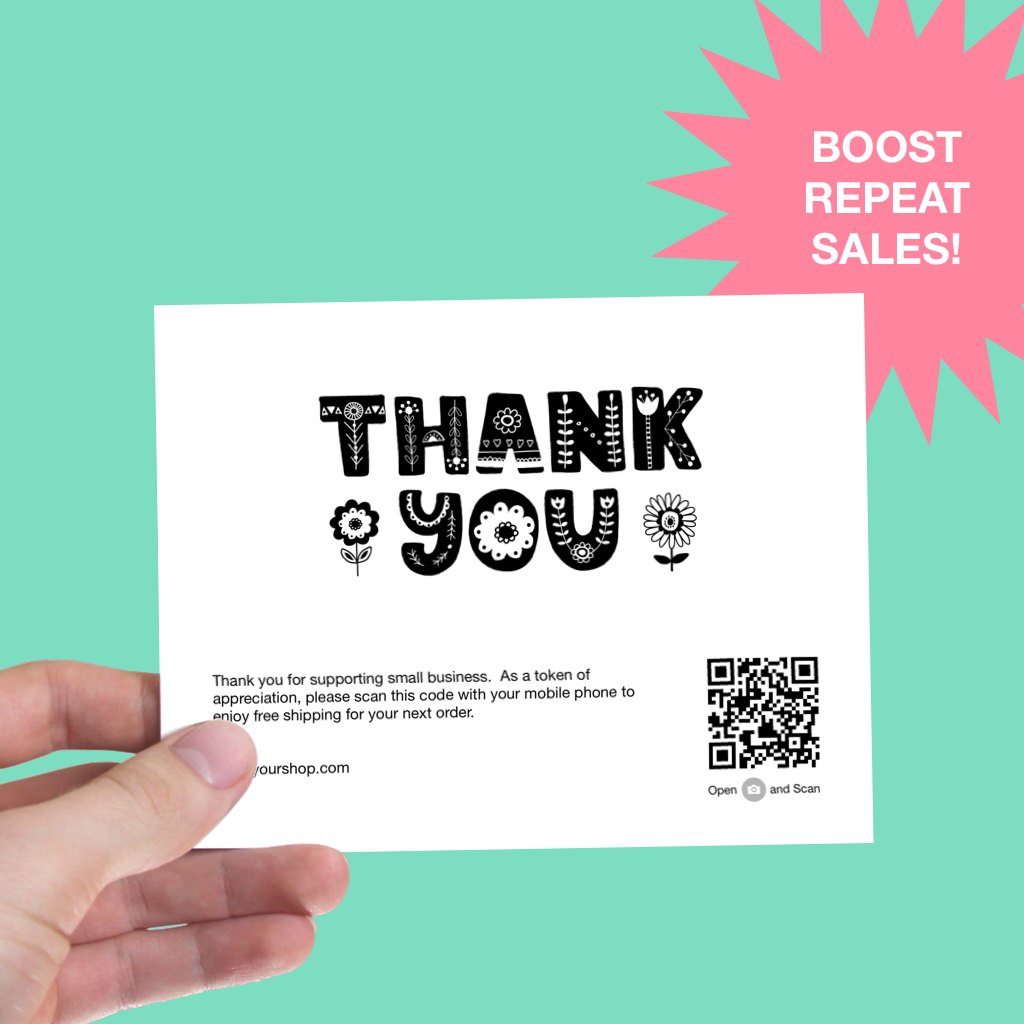 BOOST
REPEAT
SALES!
THANK
YOU
Thank you for supporting small business.  As a token of
appreciation, please scan this code with your mobile phone to
enjoy free shipping for your next order.
yourshop.com
Open and Scan